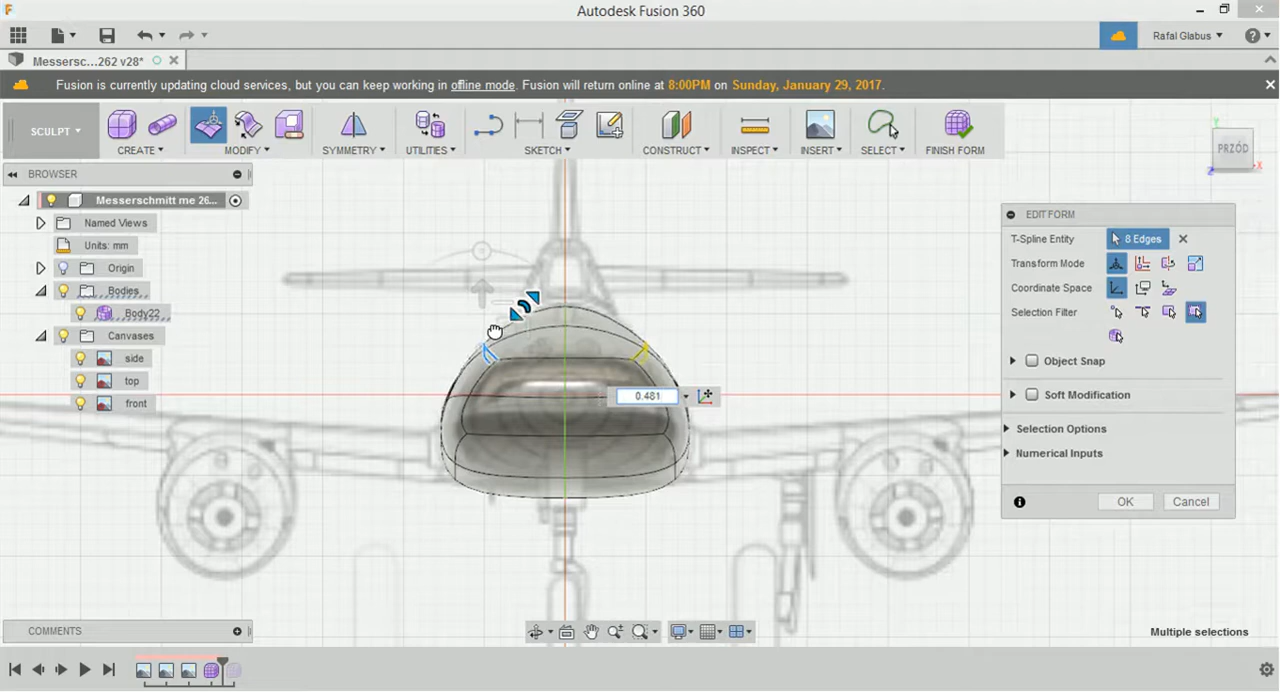 Autodesk Fusion 360
Rafal Glabus
Messersc...262 v28*
Fusion is currently updating cloud services, but you can keep working in offline mode. Fusion will return online at 8:00PM on Sunday, January 29, 2017.
SCULPT
CREATE
MODIFY
SYMMETRY
UTILITIES
SKETCH
CONSTRUCT
INSPECT
INSERT
SELECT
FINISH FORM
BROWSER
Messerschmitt me 26...
Named Views
Units: mm
Origin
Bodies
Body22
Canvases
side
top
front
PRZÓD
Y
X
Z
EDIT FORM
T-Spline Entity
8 Edges
Transform Mode
Coordinate Space
Selection Filter
Object Snap
Soft Modification
Selection Options
Numerical Inputs
OK
Cancel
0.481
COMMENTS
Multiple selections